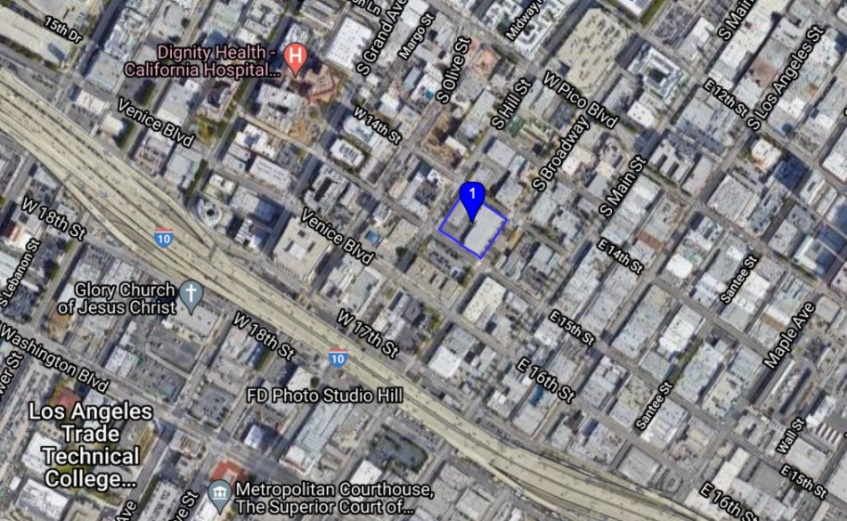 15th Dr
S Grand Ave
Margo St
Midway
S Main
Dignity Health -
California Hospital...
S Olive St
S Hill St
W Pico Blvd
E 12th St
S Los Angeles St
Venice Blvd
W 14th St
S Broadway
S Main St
1
W 18th St
10
Venice Blvd
E 14th St
Santee St
S Lebanon St
Glory Church
of Jesus Christ
W 18th St
W 17th St
E 15th St
Maple Ave
10
Washington Blvd
FD Photo Studio Hill
E 16th St
Santee St
Los Angeles
Trade
Technical
College...
Wall St
E 15th St
Metropolitan Courthouse,
The Superior Court of...
E 16th St
Ave